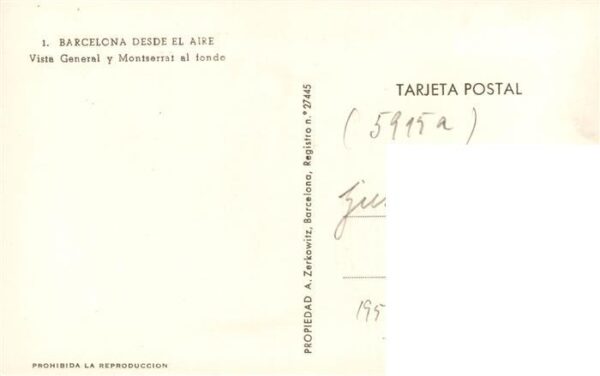 1. BARCELONA DESDE EL AIRE
Vista General y Montserrat al fondo
TARJETA POSTAL
(5915a)
PROPIEDAD A. Zerkowitz, Barcelona, Registro n.º 27445
195
PROHIBIDA LA REPRODUCCION